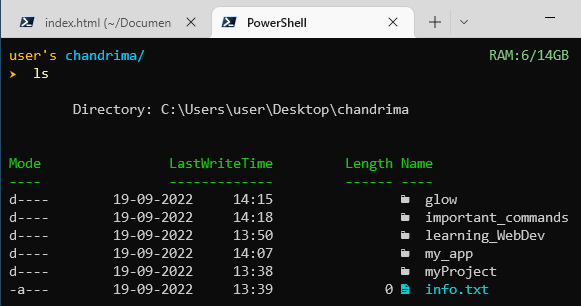 index.html (~/Documen
PowerShell
user's chandrima/ RAM:6/14GB
ls
Directory: C:\Users\user\Desktop\chandrima
Mode LastWriteTime Length Name
---- ------------- ------ ----
d---- 19-09-2022 14:15 glow
d---- 19-09-2022 14:18 important_commands
d---- 19-09-2022 13:50 learning_WebDev
d---- 19-09-2022 14:07 my_app
d---- 19-09-2022 13:38 myProject
-a--- 19-09-2022 13:39 0 info.txt